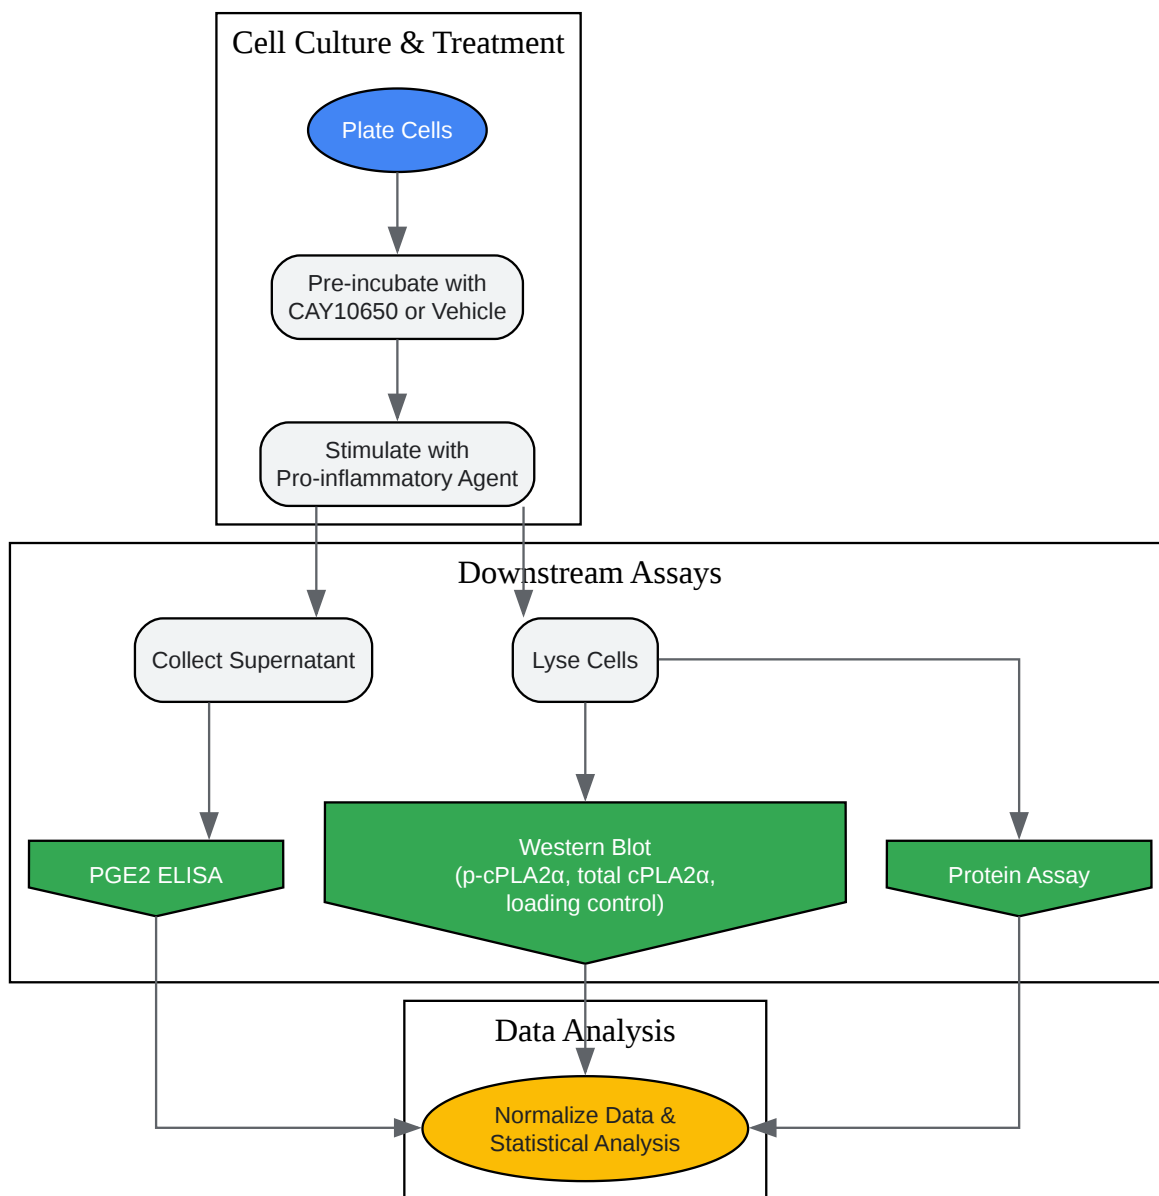 Cell Culture & Treatment
Plate Cells
Pre-incubate with
CAY10650 or Vehicle
Stimulate with
Pro-inflammatory Agent
Downstream Assays
Collect Supernatant
Lyse Cells
PGE2 ELISA
Western Blot
(p-cPLA2α, total cPLA2α,
loading control)
Protein Assay
Data Analysis
Normalize Data &
Statistical Analysis